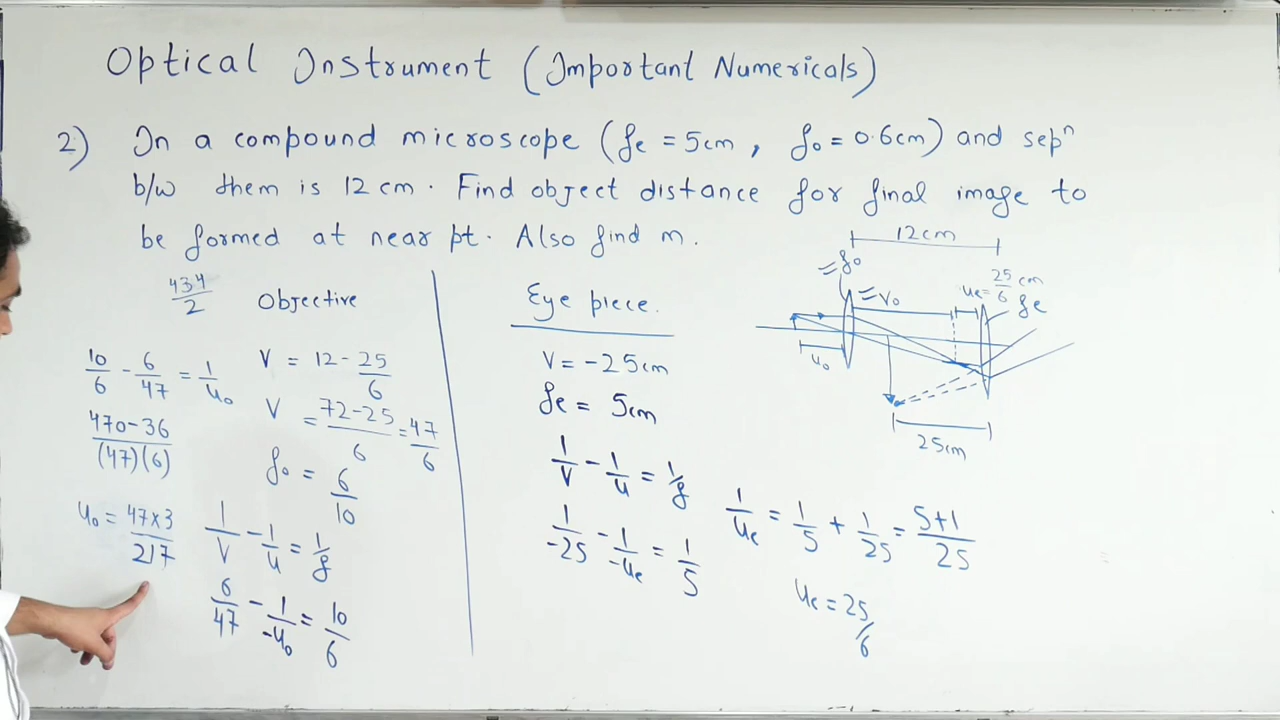 Optical Instrument (Important Numericals)
2) In a compound microscope (fe = 5cm, fo = 0.6cm) and sepⁿ
b/w them is 12 cm. Find object distance for final image to
be formed at near pt. Also find m.
434/2
Objective
10/6 - 6/47 = 1/uo
470-36/(47)(6)
uo = 47x3/217
V = 12 - 25/6
V = 72-25/6 = 47/6
fo = 6/10
1/V - 1/u = 1/f
6/47 - 1/-uo = 10/6
Eye piece.
V = -25cm
fe = 5cm
1/V - 1/u = 1/f
1/-25 - 1/-ue = 1/5
1/ue = 1/5 + 1/25 = 5+1/25
ue = 25/6
12cm
fo
vo
ue = 25/6 cm
fe
uo
25cm